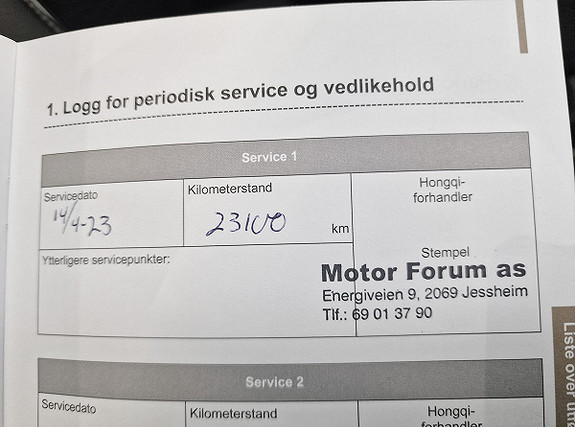 1. Logg for periodisk service og vedlikehold
Service 1
Servicedato
14/4-23
Kilometerstand
23100 km
Hongqi-
forhandler
Ytterligere servicepunkter:
Stempel
Motor Forum as
Energiveien 9, 2069 Jessheim
Tlf.: 69 01 37 90
Service 2
Servicedato
Kilometerstand
Hongqi-
forhandler
Liste over